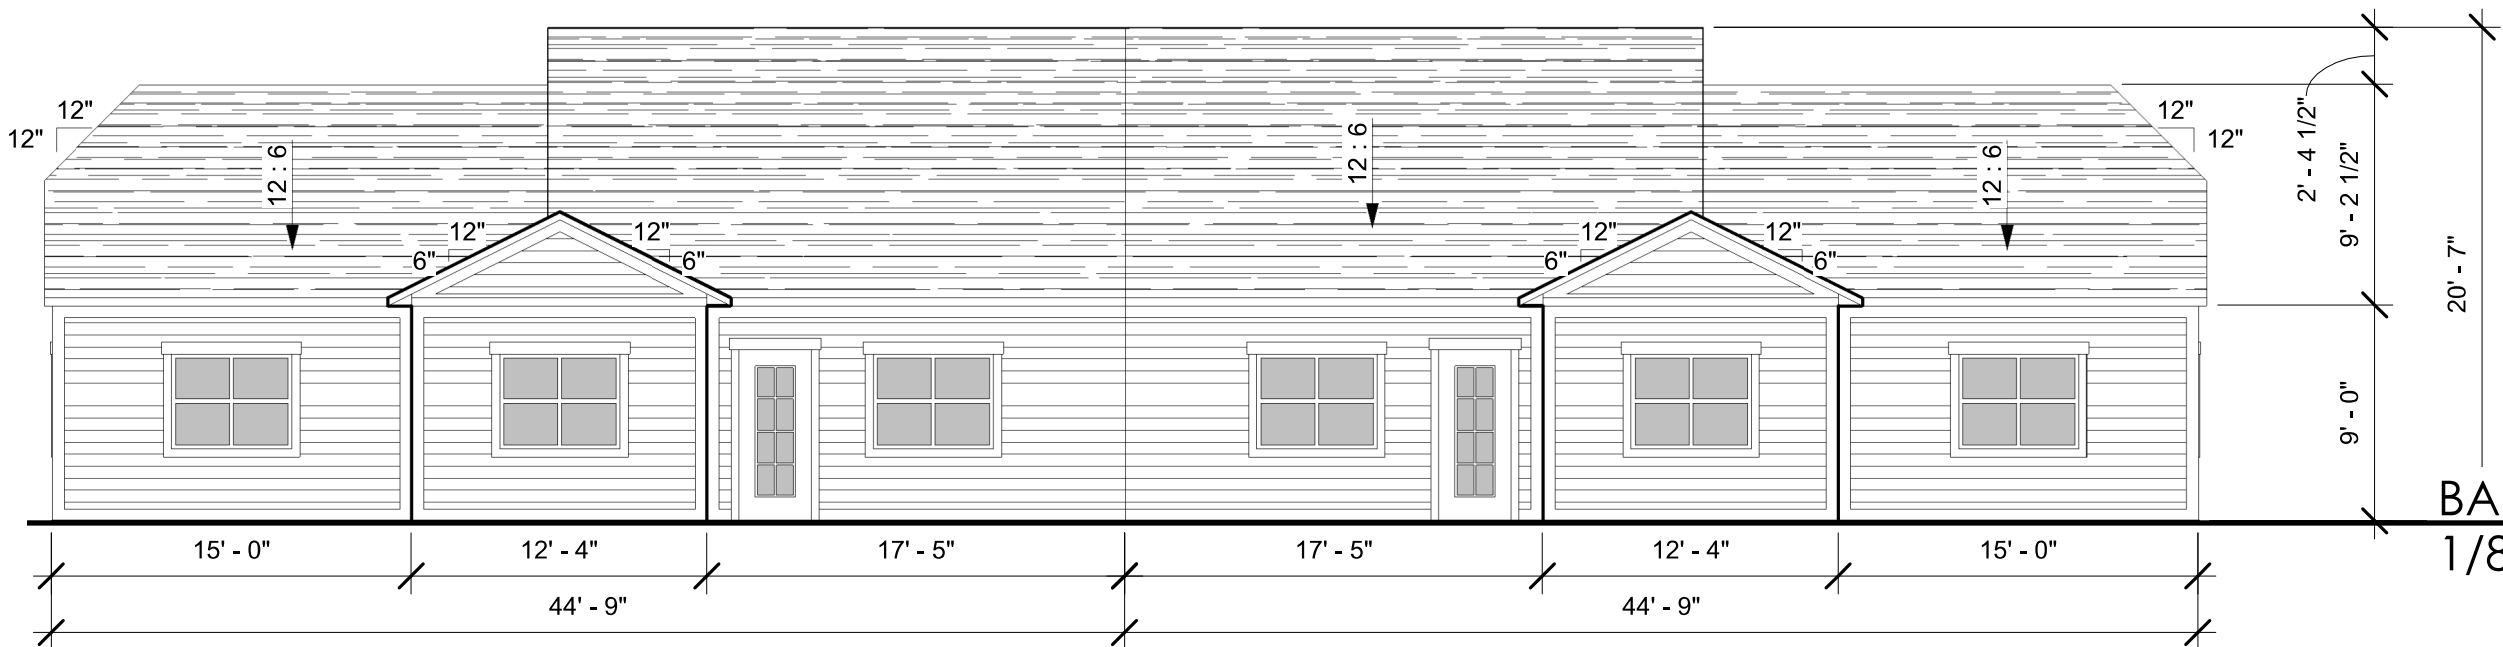 12"
12"
12 : 6
12"
6"
12"
6"
12 : 6
12"
6"
12"
6"
12 : 6
12"
12"
2' - 4 1/2"
9' - 2 1/2"
20' - 7"
9' - 0"
BA
1/8
15' - 0"
12' - 4"
17' - 5"
17' - 5"
12' - 4"
15' - 0"
44' - 9"
44' - 9"